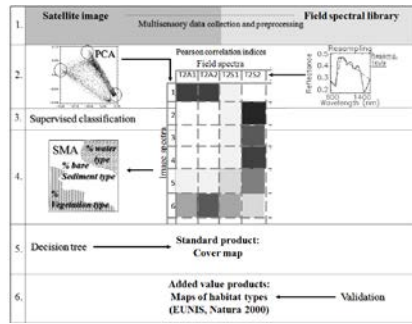 Satellite image
Field spectral library
1.
Multisensory data collection and preprocessing
2.
PCA
Pearson correlation indices
Field spectra
T2A1 T2A2 T2S1 T2S2
Resampling
Reflectance
Wavelength (nm)
Image spectra
1
2
3
4
5
6
3.
Supervised classification
4.
SMA
% water
type
% bare
Sediment type
%
Vegetation type
5.
Decision tree
Standard product:
Cover map
6.
Added value products:
Maps of habitat types
(EUNIS, Natura 2000)
Validation